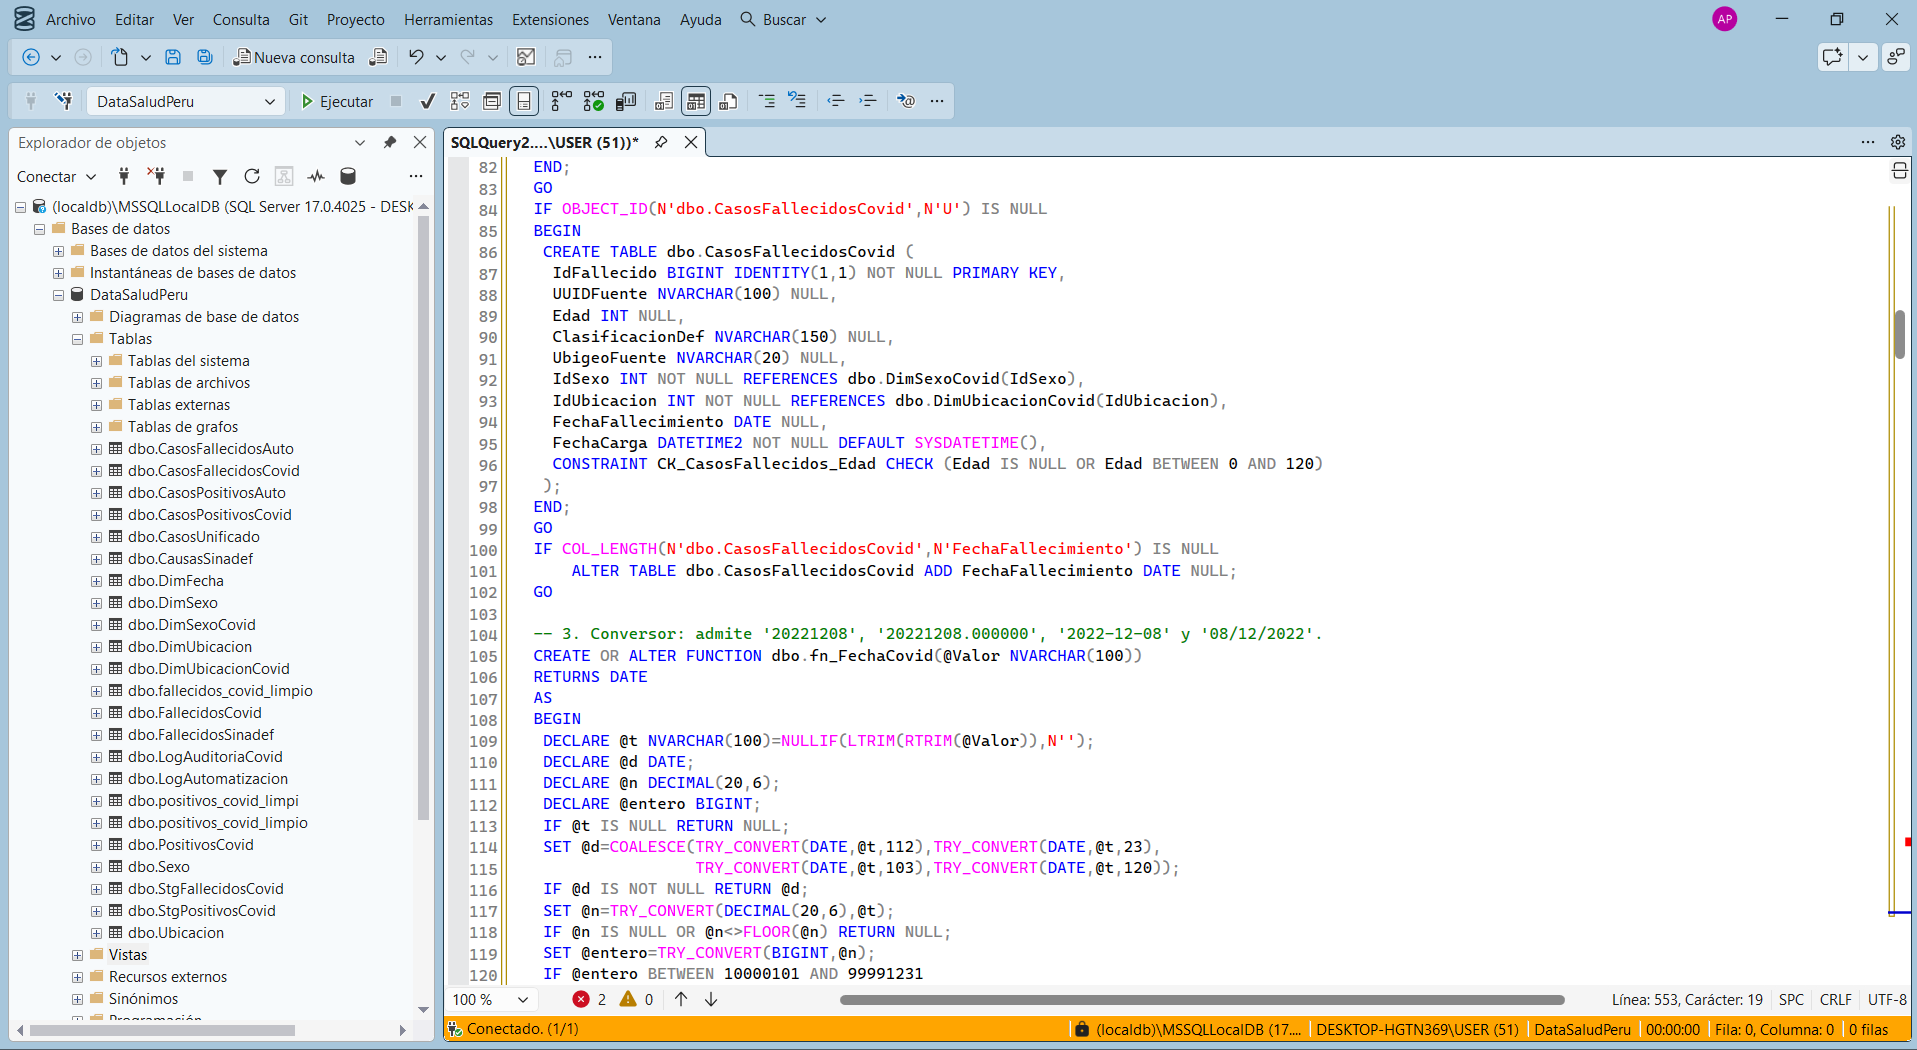 Archivo Editar Ver Consulta Git Proyecto Herramientas Extensiones Ventana Ayuda Buscar AP
Nueva consulta
DataSaludPeru Ejecutar
Explorador de objetos
Conectar
(localdb)\MSSQLLocalDB (SQL Server 17.0.4025 - DESK
Bases de datos
Bases de datos del sistema
Instantáneas de bases de datos
DataSaludPeru
Diagramas de base de datos
Tablas
Tablas del sistema
Tablas de archivos
Tablas externas
Tablas de grafos
dbo.CasosFallecidosAuto
dbo.CasosFallecidosCovid
dbo.CasosPositivosAuto
dbo.CasosPositivosCovid
dbo.CasosUnificado
dbo.CausasSinadef
dbo.DimFecha
dbo.DimSexo
dbo.DimSexoCovid
dbo.DimUbicacion
dbo.DimUbicacionCovid
dbo.fallecidos_covid_limpio
dbo.FallecidosCovid
dbo.FallecidosSinadef
dbo.LogAuditoriaCovid
dbo.LogAutomatizacion
dbo.positivos_covid_limpi
dbo.positivos_covid_limpio
dbo.PositivosCovid
dbo.Sexo
dbo.StgFallecidosCovid
dbo.StgPositivosCovid
dbo.Ubicacion
Vistas
Recursos externos
Sinónimos
Programación
SQLQuery2....\USER (51))*
82 END;
83 GO
84 IF OBJECT_ID(N'dbo.CasosFallecidosCovid',N'U') IS NULL
85 BEGIN
86 CREATE TABLE dbo.CasosFallecidosCovid (
87 IdFallecido BIGINT IDENTITY(1,1) NOT NULL PRIMARY KEY,
88 UUIDFuente NVARCHAR(100) NULL,
89 Edad INT NULL,
90 ClasificacionDef NVARCHAR(150) NULL,
91 UbigeoFuente NVARCHAR(20) NULL,
92 IdSexo INT NOT NULL REFERENCES dbo.DimSexoCovid(IdSexo),
93 IdUbicacion INT NOT NULL REFERENCES dbo.DimUbicacionCovid(IdUbicacion),
94 FechaFallecimiento DATE NULL,
95 FechaCarga DATETIME2 NOT NULL DEFAULT SYSDATETIME(),
96 CONSTRAINT CK_CasosFallecidos_Edad CHECK (Edad IS NULL OR Edad BETWEEN 0 AND 120)
97 );
98 END;
99 GO
100 IF COL_LENGTH(N'dbo.CasosFallecidosCovid',N'FechaFallecimiento') IS NULL
101 ALTER TABLE dbo.CasosFallecidosCovid ADD FechaFallecimiento DATE NULL;
102 GO
103
104 -- 3. Conversor: admite '20221208', '20221208.000000', '2022-12-08' y '08/12/2022'.
105 CREATE OR ALTER FUNCTION dbo.fn_FechaCovid(@Valor NVARCHAR(100))
106 RETURNS DATE
107 AS
108 BEGIN
109 DECLARE @t NVARCHAR(100)=NULLIF(LTRIM(RTRIM(@Valor)),N'');
110 DECLARE @d DATE;
111 DECLARE @n DECIMAL(20,6);
112 DECLARE @entero BIGINT;
113 IF @t IS NULL RETURN NULL;
114 SET @d=COALESCE(TRY_CONVERT(DATE,@t,112),TRY_CONVERT(DATE,@t,23),
115 TRY_CONVERT(DATE,@t,103),TRY_CONVERT(DATE,@t,120));
116 IF @d IS NOT NULL RETURN @d;
117 SET @n=TRY_CONVERT(DECIMAL(20,6),@t);
118 IF @n IS NULL OR @n<>FLOOR(@n) RETURN NULL;
119 SET @entero=TRY_CONVERT(BIGINT,@n);
120 IF @entero BETWEEN 10000101 AND 99991231
100 % 2 0 Línea: 553, Carácter: 19 SPC CRLF UTF-8
Conectado. (1/1) (localdb)\MSSQLLocalDB (17.... DESKTOP-HGTN369\USER (51) DataSaludPeru 00:00:00 Fila: 0, Columna: 0 0 filas